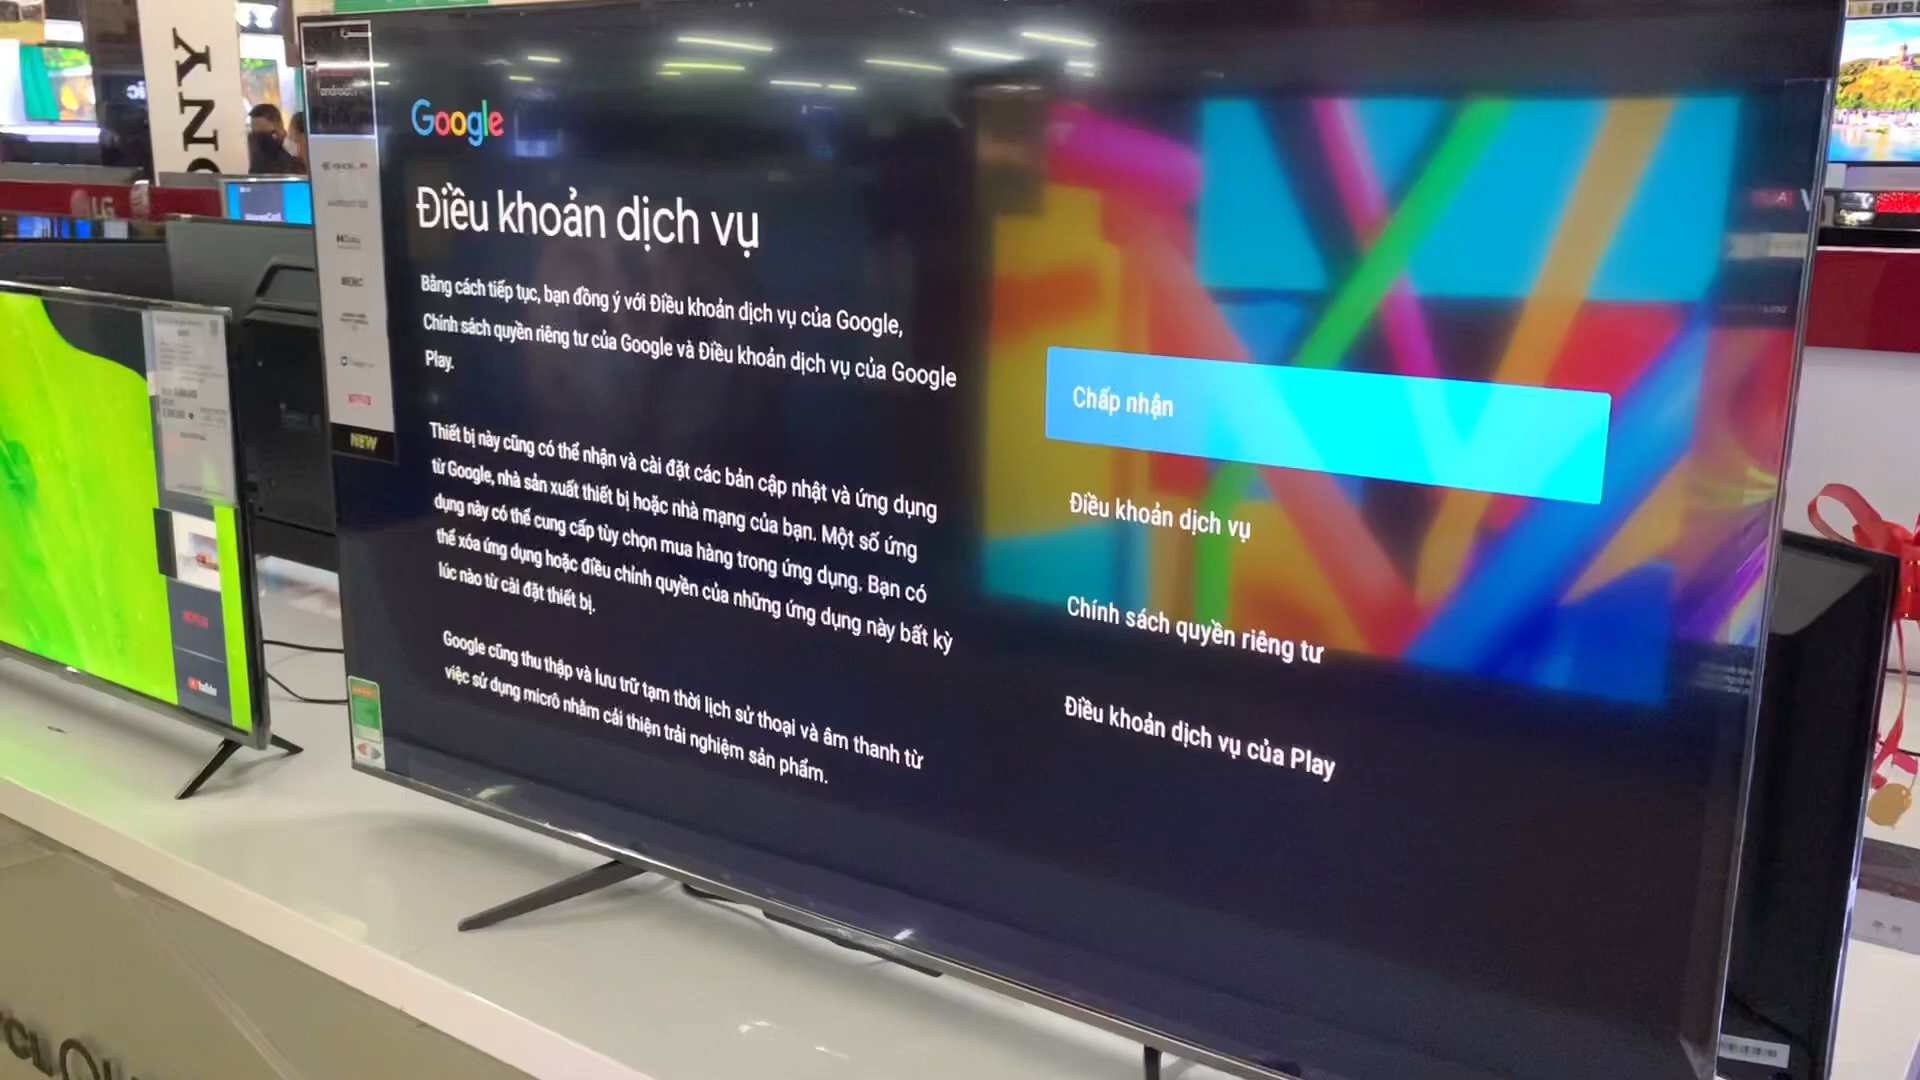 SONY
LG
androidtv
Google
Điều khoản dịch vụ
Bằng cách tiếp tục, bạn đồng ý với Điều khoản dịch vụ của Google,
Chính sách quyền riêng tư của Google và Điều khoản dịch vụ của Google
Play.
Thiết bị này cũng có thể nhận và cài đặt các bản cập nhật và ứng dụng
từ Google, nhà sản xuất thiết bị hoặc nhà mạng của bạn. Một số ứng
dụng này có thể cung cấp tùy chọn mua hàng trong ứng dụng. Bạn có
thể xóa ứng dụng hoặc điều chỉnh quyền của những ứng dụng này bất kỳ
lúc nào từ cài đặt thiết bị.
Google cũng thu thập và lưu trữ tạm thời lịch sử thoại và âm thanh từ
việc sử dụng micrô nhằm cải thiện trải nghiệm sản phẩm.
Chấp nhận
Điều khoản dịch vụ
Chính sách quyền riêng tư
Điều khoản dịch vụ của Play
MEMC
NETFLIX
NEW
NETFLIX
YouTube
TCL